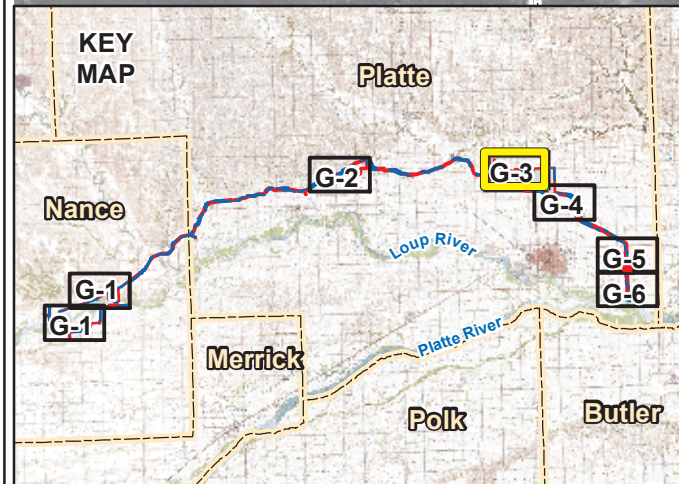 KEY
MAP
Platte
G-3
G-2
G-4
Nance
Loup River
G-5
G-1
G-6
G-1
Platte River
Merrick
Polk
Butler